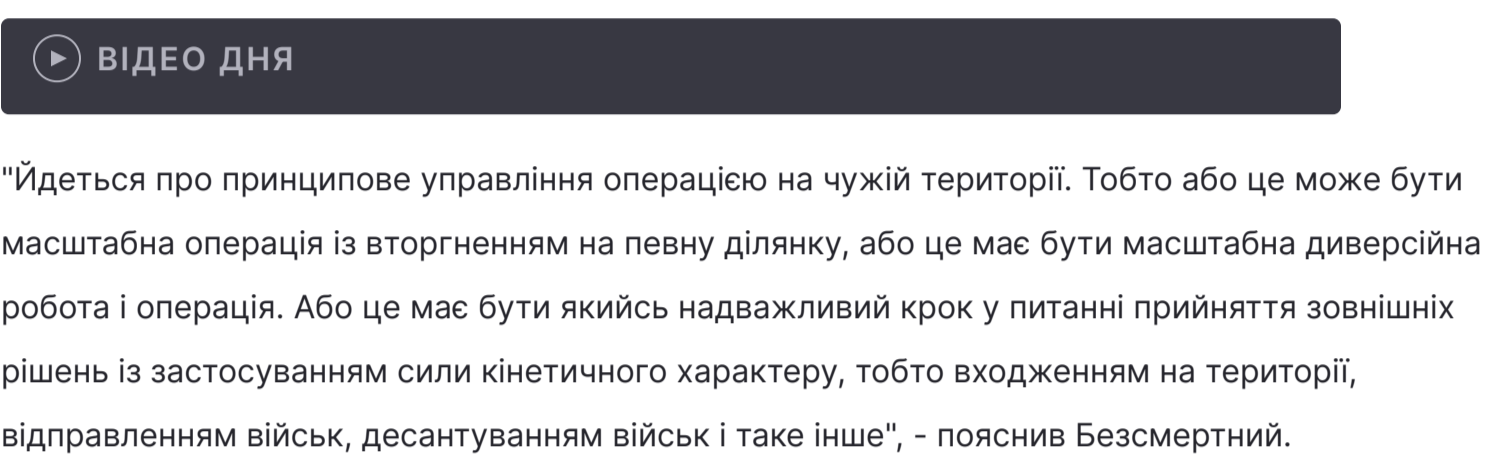 ВІДЕО ДНЯ
"Йдеться про принципове управління операцією на чужій території. Тобто або це може бути
масштабна операція із вторгненням на певну ділянку, або це має бути масштабна диверсійна
робота і операція. Або це має бути якийсь надважливий крок у питанні прийняття зовнішніх
рішень із застосуванням сили кінетичного характеру, тобто входженням на території,
відправленням військ, десантуванням військ і таке інше", - пояснив Безсмертний.